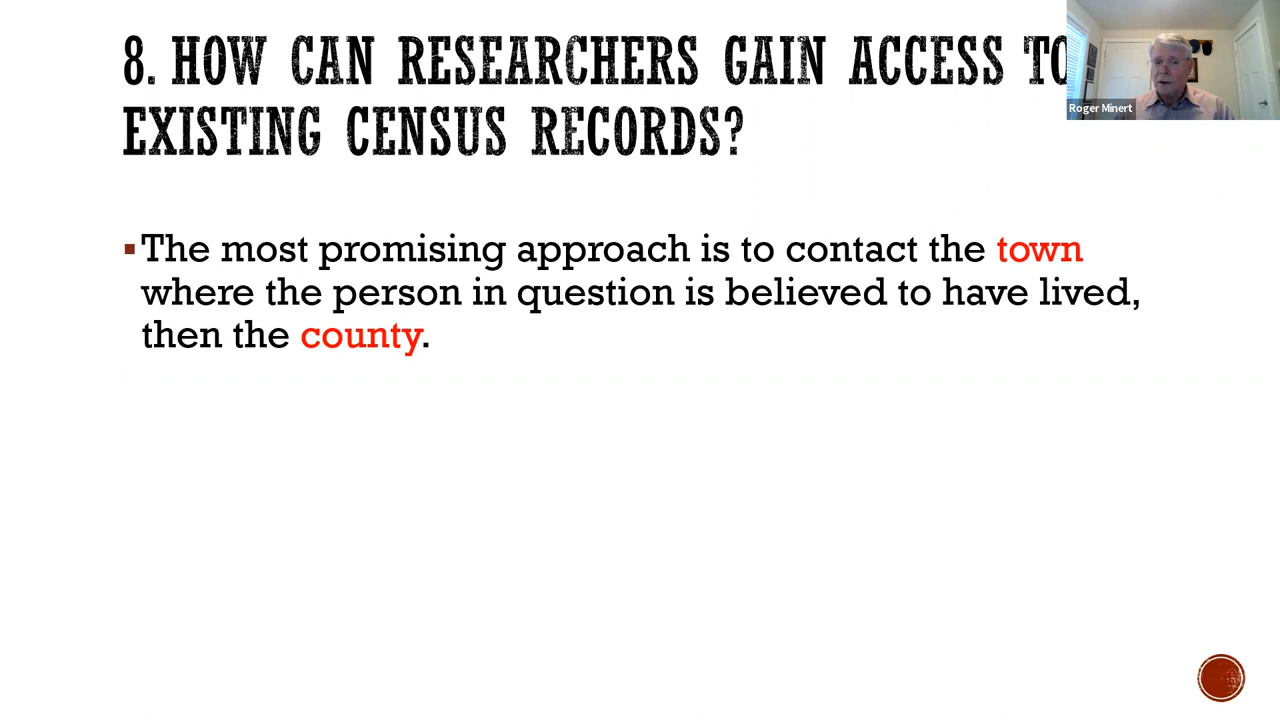 8. HOW CAN RESEARCHERS GAIN ACCESS TO
EXISTING CENSUS RECORDS?
Roger Minert
▪The most promising approach is to contact the town
where the person in question is believed to have lived,
then the county.